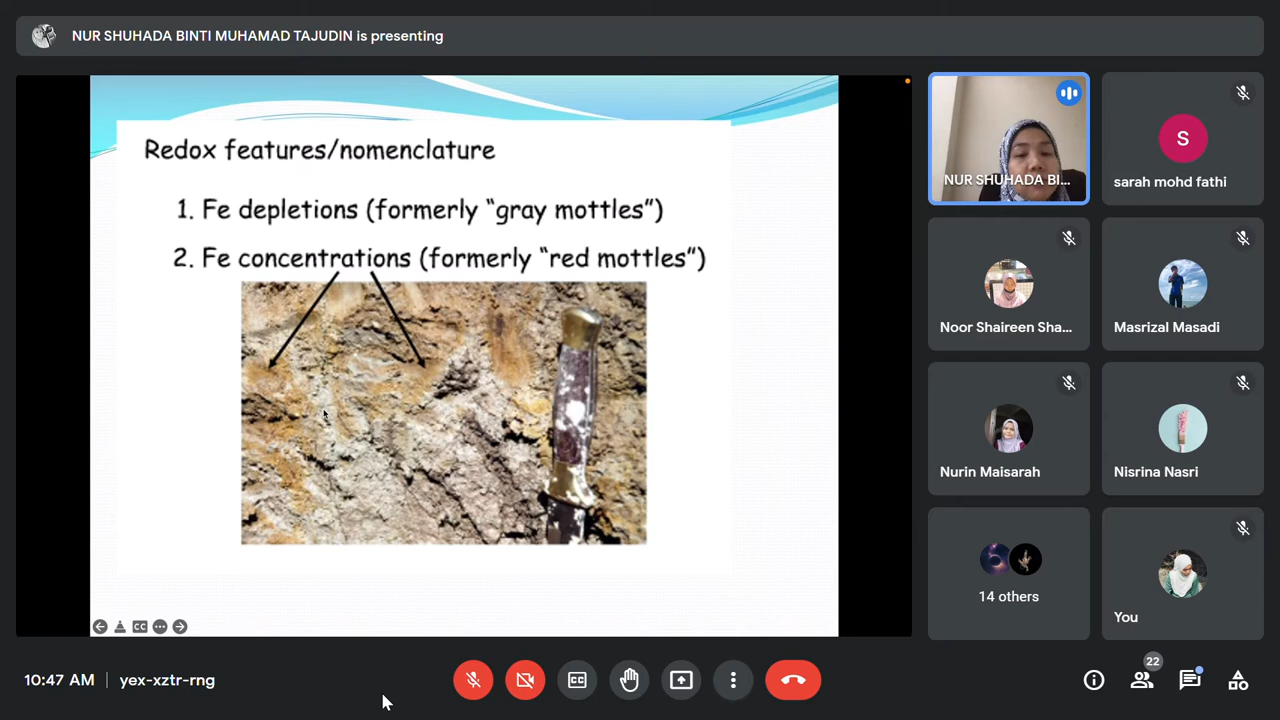 NUR SHUHADA BINTI MUHAMAD TAJUDIN is presenting
Redox features/nomenclature
1. Fe depletions (formerly “gray mottles”)
2. Fe concentrations (formerly “red mottles”)
CC
NUR SHUHADA BI...
S
sarah mohd fathi
Noor Shaireen Sha...
Masrizal Masadi
Nurin Maisarah
Nisrina Nasri
14 others
You
10:47 AM | yex-xztr-rng
CC
22